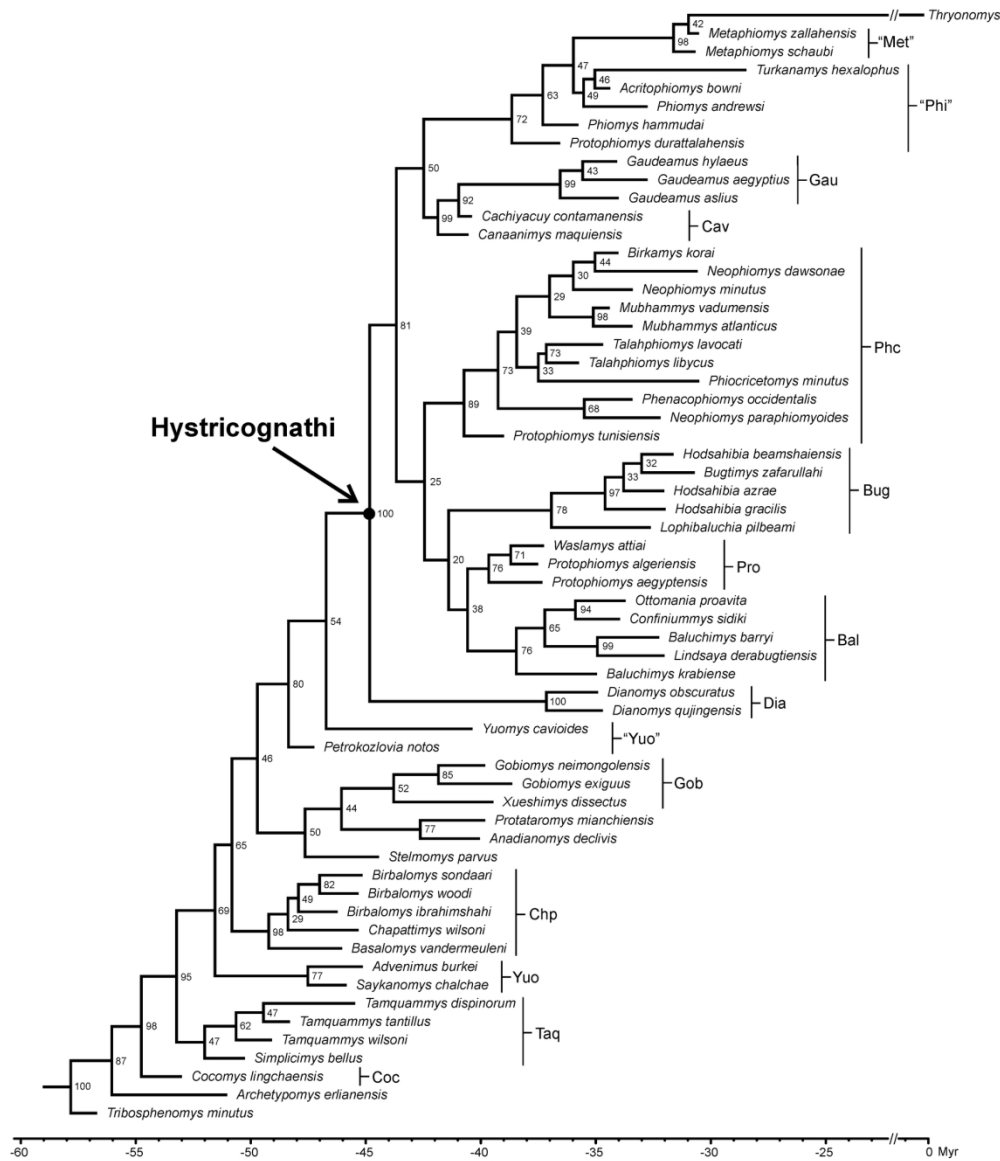 Thryonomys
42
Metaphiomys zallahensis
98
"Met"
Metaphiomys schaubi
47
Turkanamys hexalophus
46
Acritophiomys bowni
63
49
"Phi"
Phiomys andrewsi
72
Phiomys hammudai
Protophiomys durattalahensis
50
Gaudeamus hylaeus
43
Gaudeamus aegyptius
Gau
99
92
Gaudeamus aslius
Cachiyacuy contamanensis
99
Cav
Canaanimys maquiensis
Birkamys korai
44
30
Neophiomys dawsonae
29
Neophiomys minutus
Mubhammys vadumensis
98
39
Mubhammys atlanticus
81
Talahphiomys lavocati
Phc
73
73
Talahphiomys libycus
33
Phiocricetomys minutus
89
Phenacophiomys occidentalis
68
Neophiomys paraphiomyoides
Hystricognathi
Protophiomys tunisiensis
Hodsahibia beamshaiensis
32
33
Bugtimys zafarullahi
25
97
Hodsahibia azrae
Bug
78
Hodsahibia gracilis
100
Lophibaluchia pilbeami
Waslamys attiai
71
20
Protophiomys algeriensis
Pro
76
Protophiomys aegyptensis
38
Ottomania proavita
94
Confiniummys sidiki
54
65
Baluchimys barryi
Bal
99
76
Lindsaya derabugtiensis
Baluchimys krabiense
Dianomys obscuratus
80
100
Dia
Dianomys qujingensis
Yuomys cavioides
"Yuo"
Petrokozlovia notos
46
Gobiomys neimongolensis
85
52
Gobiomys exiguus
Gob
Xueshimys dissectus
44
Protataromys mianchiensis
50
77
Anadianomys declivis
65
Stelmomys parvus
Birbalomys sondaari
82
49
Birbalomys woodi
69
29
Birbalomys ibrahimshahi
Chp
98
Chapattimys wilsoni
Basalomys vandermeuleni
Advenimus burkei
95
77
Yuo
Saykanomys chalchae
Tamquammys dispinorum
47
98
62
Tamquammys tantillus
Taq
47
Tamquammys wilsoni
Simplicimys bellus
87
Cocomys lingchaensis
Coc
100
Archetypomys erlianensis
Tribosphenomys minutus
-60 -55 -50 -45 -40 -35 -30 -25 0 Myr